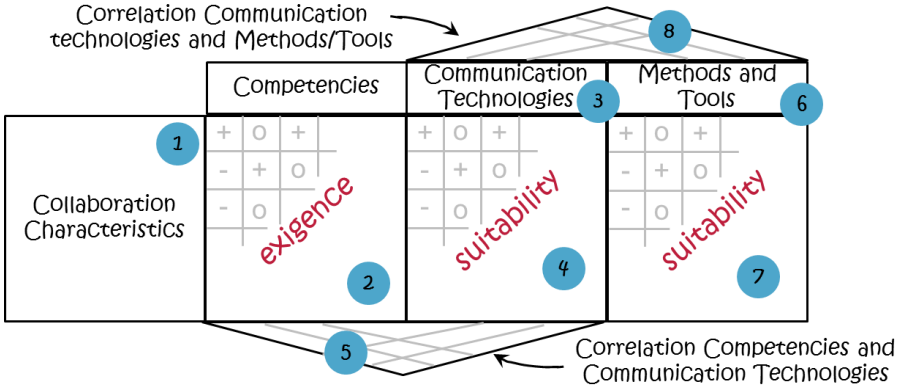 Correlation Communication
technologies and Methods/Tools
8
Competencies
Communication
Technologies
3
Methods and
Tools
6
1
Collaboration
Characteristics
+ o +
- + o
- o
exigence
2
+ o +
- + o
- o
suitability
4
+ o +
- + o
- o
suitability
7
5
Correlation Competencies and
Communication Technologies